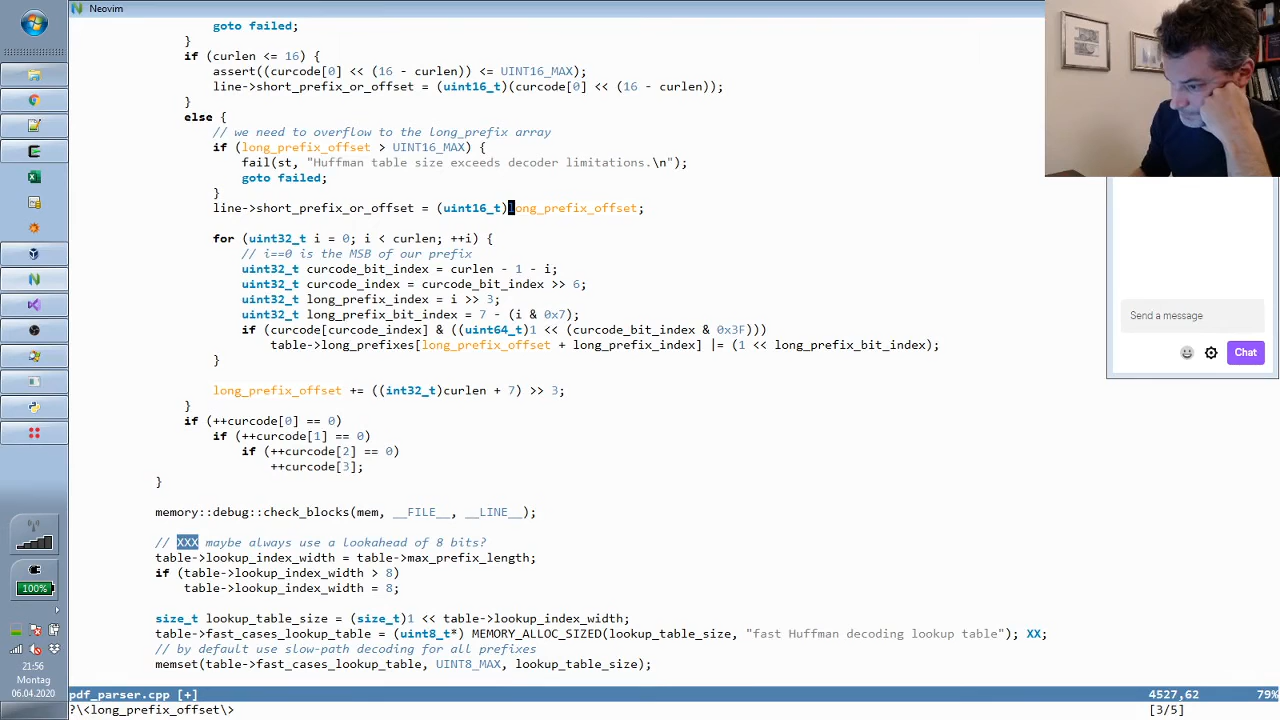 Neovim
goto failed;
}
if (curlen <= 16) {
assert((curcode[0] << (16 - curlen)) <= UINT16_MAX);
line->short_prefix_or_offset = (uint16_t)(curcode[0] << (16 - curlen));
}
else {
// we need to overflow to the long_prefix array
if (long_prefix_offset > UINT16_MAX) {
fail(st, "Huffman table size exceeds decoder limitations.\n");
goto failed;
}
line->short_prefix_or_offset = (uint16_t)long_prefix_offset;
for (uint32_t i = 0; i < curlen; ++i) {
// i==0 is the MSB of our prefix
uint32_t curcode_bit_index = curlen - 1 - i;
uint32_t curcode_index = curcode_bit_index >> 6;
uint32_t long_prefix_index = i >> 3;
uint32_t long_prefix_bit_index = 7 - (i & 0x7);
if (curcode[curcode_index] & ((uint64_t)1 << (curcode_bit_index & 0x3F)))
table->long_prefixes[long_prefix_offset + long_prefix_index] |= (1 << long_prefix_bit_index);
}
long_prefix_offset += ((int32_t)curlen + 7) >> 3;
}
if (++curcode[0] == 0)
if (++curcode[1] == 0)
if (++curcode[2] == 0)
++curcode[3];
}
memory::debug::check_blocks(mem, __FILE__, __LINE__);
// XXX maybe always use a lookahead of 8 bits?
table->lookup_index_width = table->max_prefix_length;
if (table->lookup_index_width > 8)
table->lookup_index_width = 8;
size_t lookup_table_size = (size_t)1 << table->lookup_index_width;
table->fast_cases_lookup_table = (uint8_t*) MEMORY_ALLOC_SIZED(lookup_table_size, "fast Huffman decoding lookup table"); XX;
// by default use slow-path decoding for all prefixes
memset(table->fast_cases_lookup_table, UINT8_MAX, lookup_table_size);
pdf_parser.cpp [+] 4527,62 79%
?\<long_prefix_offset\> [3/5]
Send a message
Chat
100%
21:56
Montag
06.04.2020